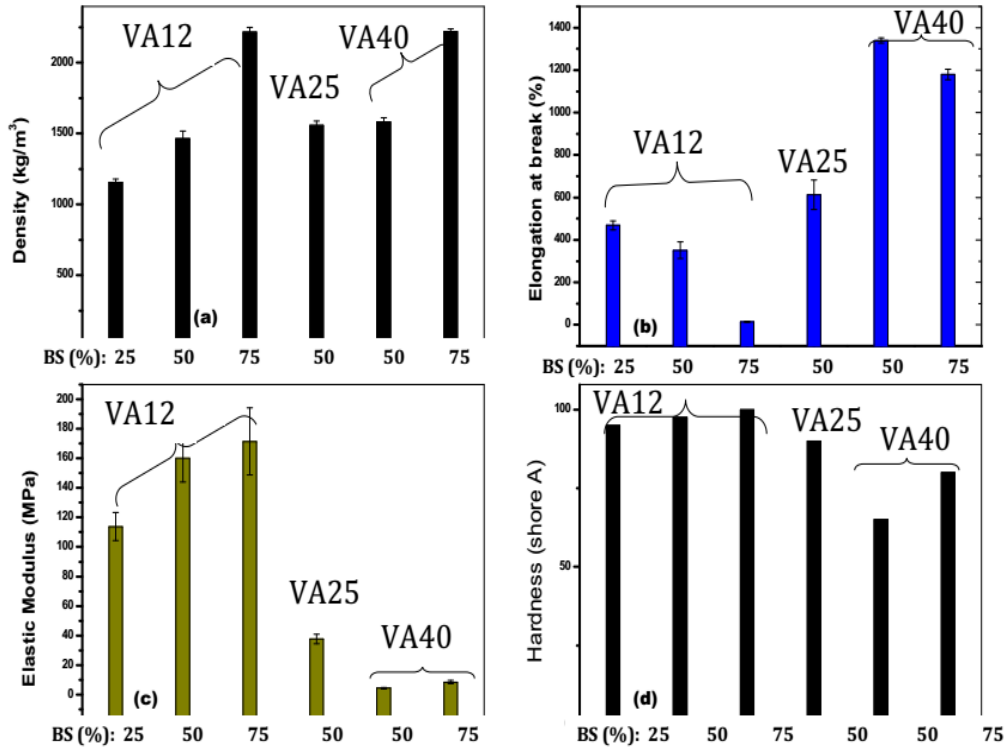 VA12
VA40
VA25
2000
1500
1000
500
Density (kg/m³)
(a)
BS (%): 25 50 75 50 50 75
VA40
VA12
VA25
1400
1200
1000
800
600
400
200
0
Elongation at break (%)
(b)
BS (%): 25 50 75 50 50 75
VA12
VA25
VA40
200
180
160
140
120
100
80
60
40
20
0
Elastic Modulus (MPa)
(c)
BS (%): 25 50 75 50 50 75
VA12
VA25
VA40
100
50
Hardness (shore A)
(d)
BS (%): 25 50 50 75 50 50 75